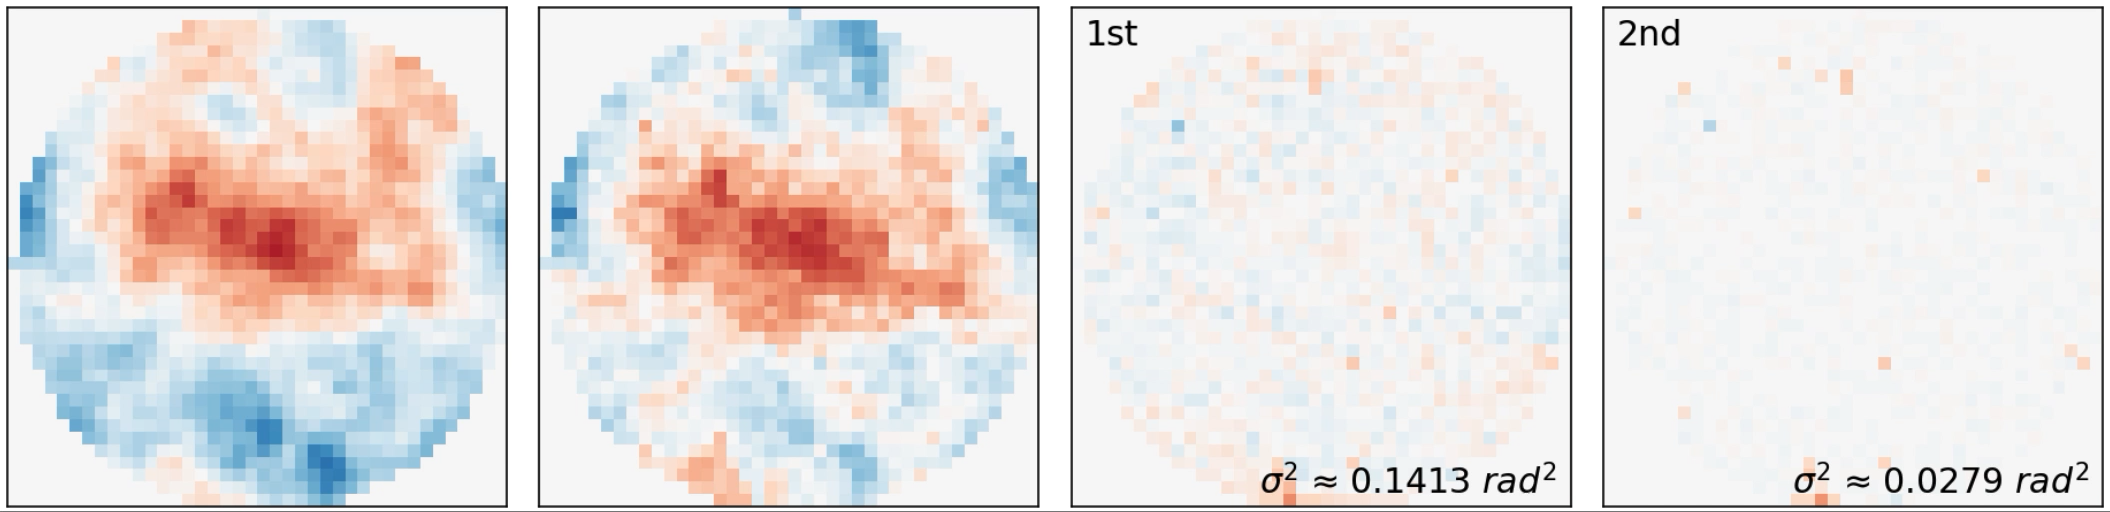 1st
σ² ≈ 0.1413 rad²
2nd
σ² ≈ 0.0279 rad²